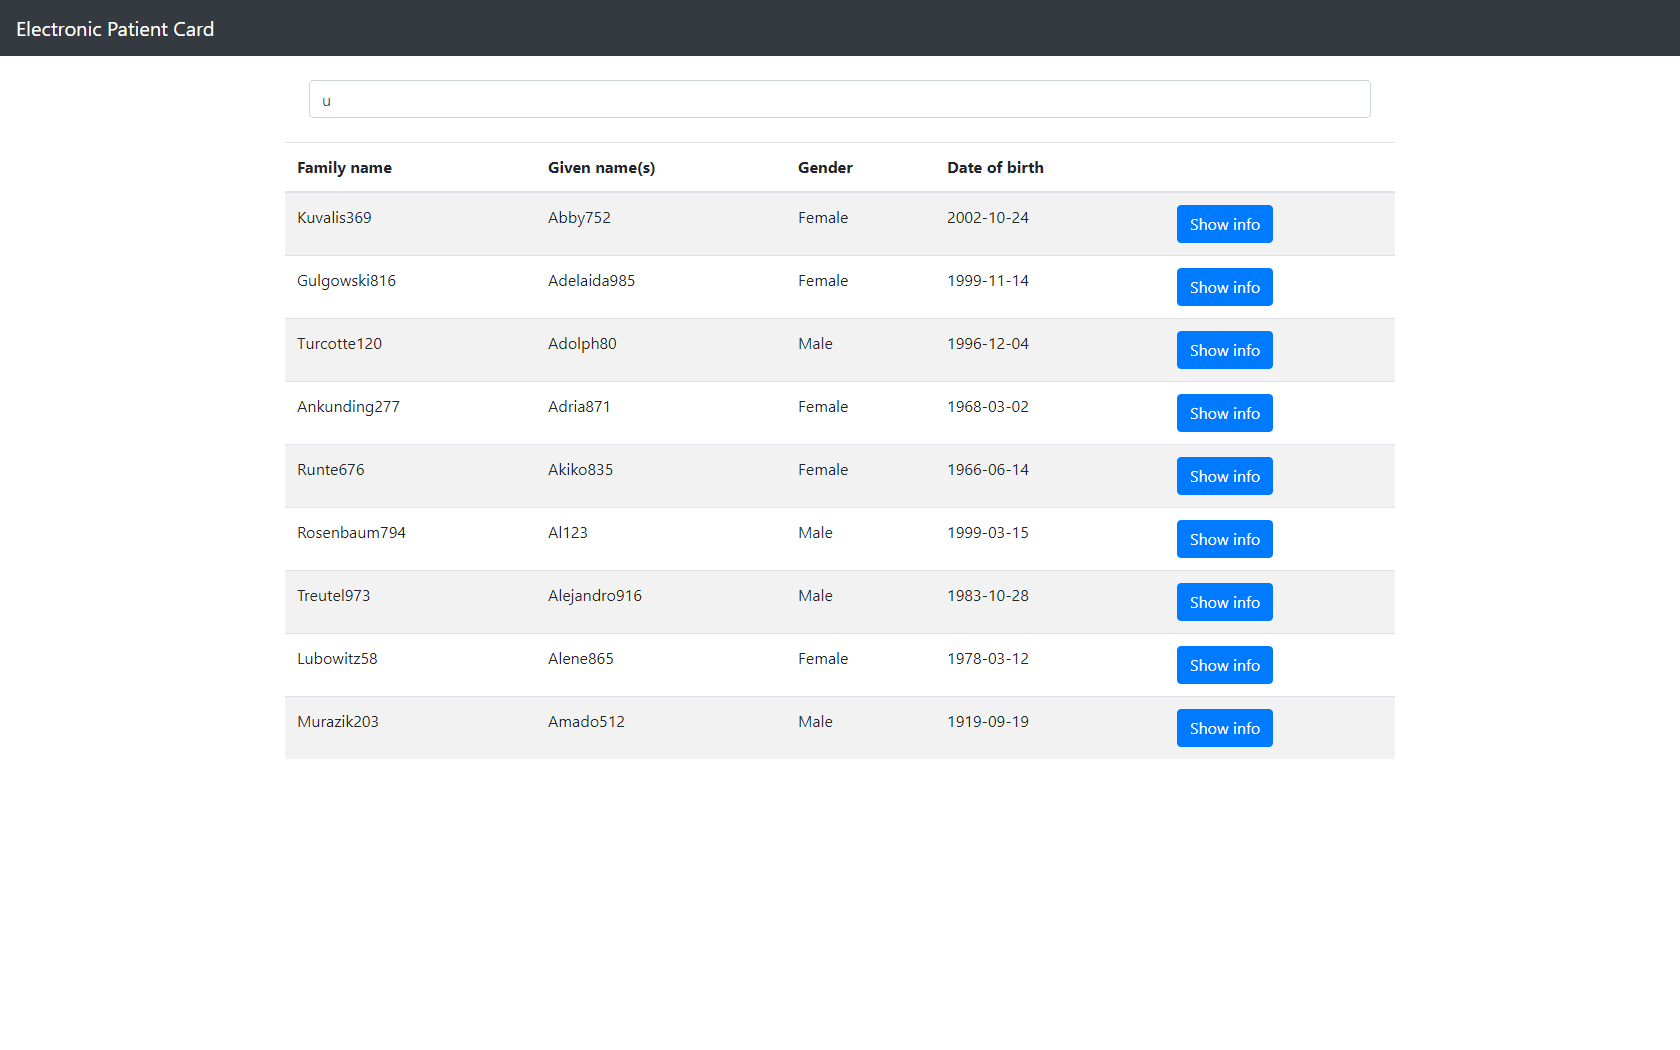 Electronic Patient Card
u
Family name Given name(s) Gender Date of birth
Kuvalis369 Abby752 Female 2002-10-24 Show info
Gulgowski816 Adelaida985 Female 1999-11-14 Show info
Turcotte120 Adolph80 Male 1996-12-04 Show info
Ankunding277 Adria871 Female 1968-03-02 Show info
Runte676 Akiko835 Female 1966-06-14 Show info
Rosenbaum794 Al123 Male 1999-03-15 Show info
Treutel973 Alejandro916 Male 1983-10-28 Show info
Lubowitz58 Alene865 Female 1978-03-12 Show info
Murazik203 Amado512 Male 1919-09-19 Show info